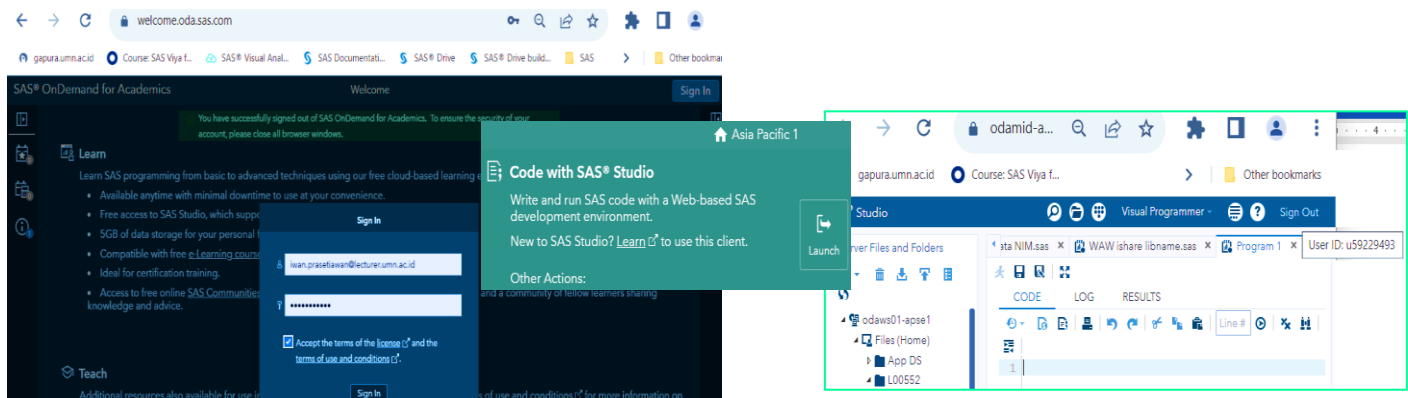 welcome.oda.sas.com
gapura.umn.ac.id Course: SAS Viya f... SAS® Visual Anal... SAS Documentati... SAS® Drive SAS® Drive build... SAS Other bookmar
SAS® OnDemand for Academics Welcome Sign In
You have successfully signed out of SAS OnDemand for Academics. To ensure the security of your
account, please close all browser windows.
Learn
Learn SAS programming from basic to advanced techniques using our free cloud-based learning e
• Available anytime with minimal downtime to use at your convenience.
• Free access to SAS Studio, which suppo
• 5GB of data storage for your personal f
• Compatible with free e-Learning course
• Ideal for certification training.
• Access to free online SAS Communities and a community of fellow learners sharing
knowledge and advice.
Sign In
iwan.prasetiawan@lecturer.umn.ac.id
Accept the terms of the license and the
terms of use and conditions.
Sign In
Teach
Additional resources also available for use i s of use and conditions for more information on
Asia Pacific 1
Code with SAS® Studio
Write and run SAS code with a Web-based SAS
development environment.
New to SAS Studio? Learn to use this client.
Launch
Other Actions:
odamid-a...
gapura.umn.ac.id Course: SAS Viya f... Other bookmarks
Studio Visual Programmer Sign Out
User ID: u59229493
rver Files and Folders
ata NIM.sas WAW ishare libname.sas Program 1
CODE LOG RESULTS
Line #
odaws01-apse1
Files (Home)
App DS
L00552
1
4